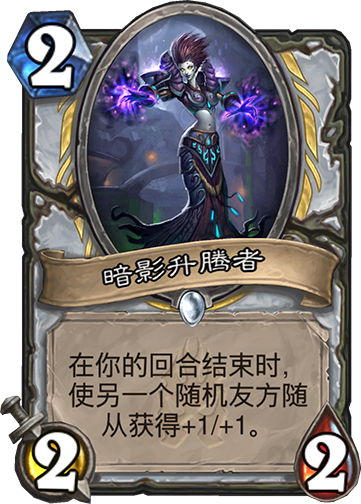 2
暗影升腾者
在你的回合结束时，
使另一个随机友方随
从获得+1/+1。
2
2